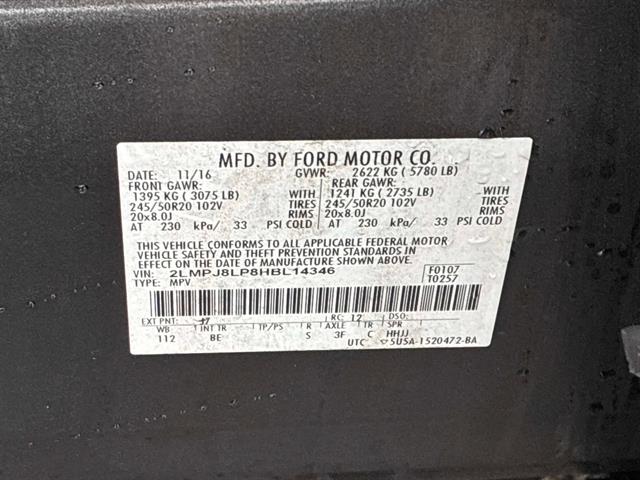 MFD. BY FORD MOTOR CO.
DATE: 11/16 GVWR: 2622 KG ( 5780 LB)
FRONT GAWR: REAR GAWR:
1395 KG ( 3075 LB) WITH 1241 KG ( 2735 LB) WITH
245/50R20 102V TIRES 245/50R20 102V TIRES
20x8.0J RIMS 20x8.0J RIMS
AT 230 kPa/ 33 PSI COLD AT 230 kPa/ 33 PSI COLD
THIS VEHICLE CONFORMS TO ALL APPLICABLE FEDERAL MOTOR
VEHICLE SAFETY AND THEFT PREVENTION STANDARDS IN
EFFECT ON THE DATE OF MANUFACTURE SHOWN ABOVE.
VIN: 2LMPJ8LP8HBL14346 F0107
TYPE: MPV T0257
EXT PNT: J7 RC: 12 DSO:
WB INT TR TP/PS R AXLE TR SPR
112 BE S 3F C HHJJ
UTC 5USA-1520472-BA